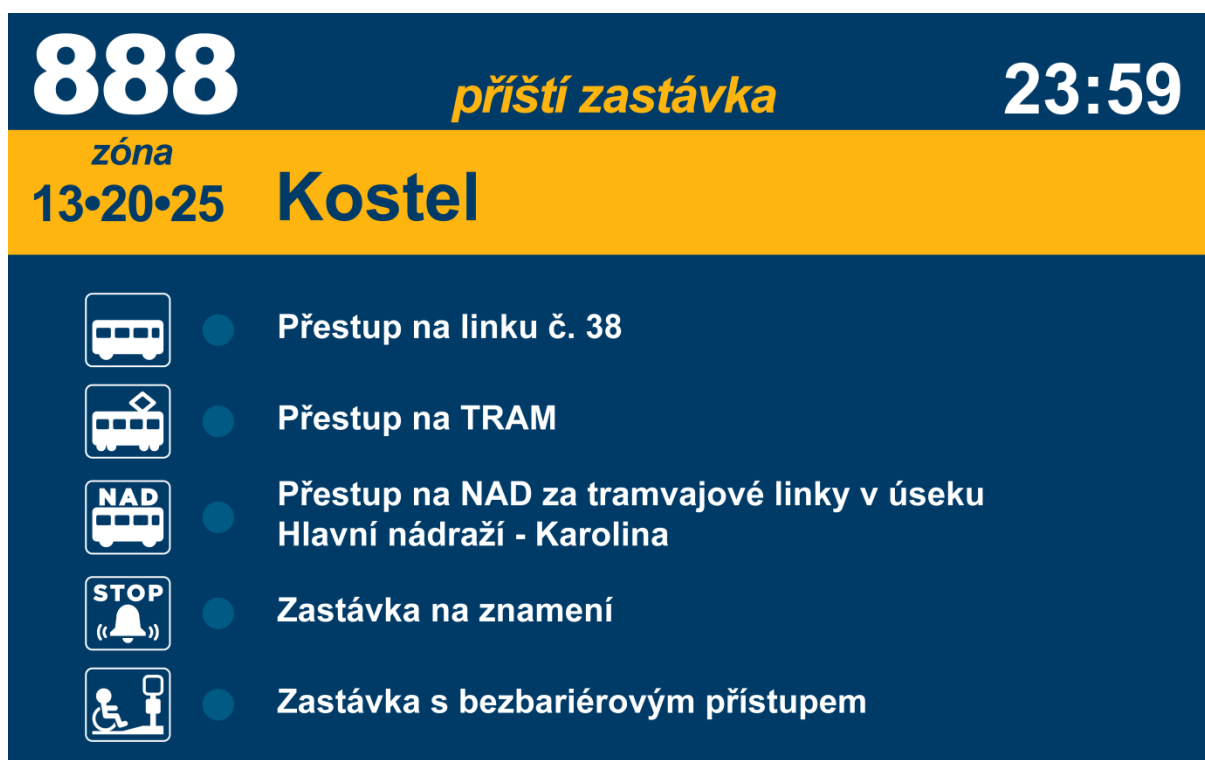 888
příští zastávka
23:59
zóna
13•20•25
Kostel
Přestup na linku č. 38
Přestup na TRAM
NAD
Přestup na NAD za tramvajové linky v úseku
Hlavní nádraží - Karolina
STOP
Zastávka na znamení
Zastávka s bezbariérovým přístupem